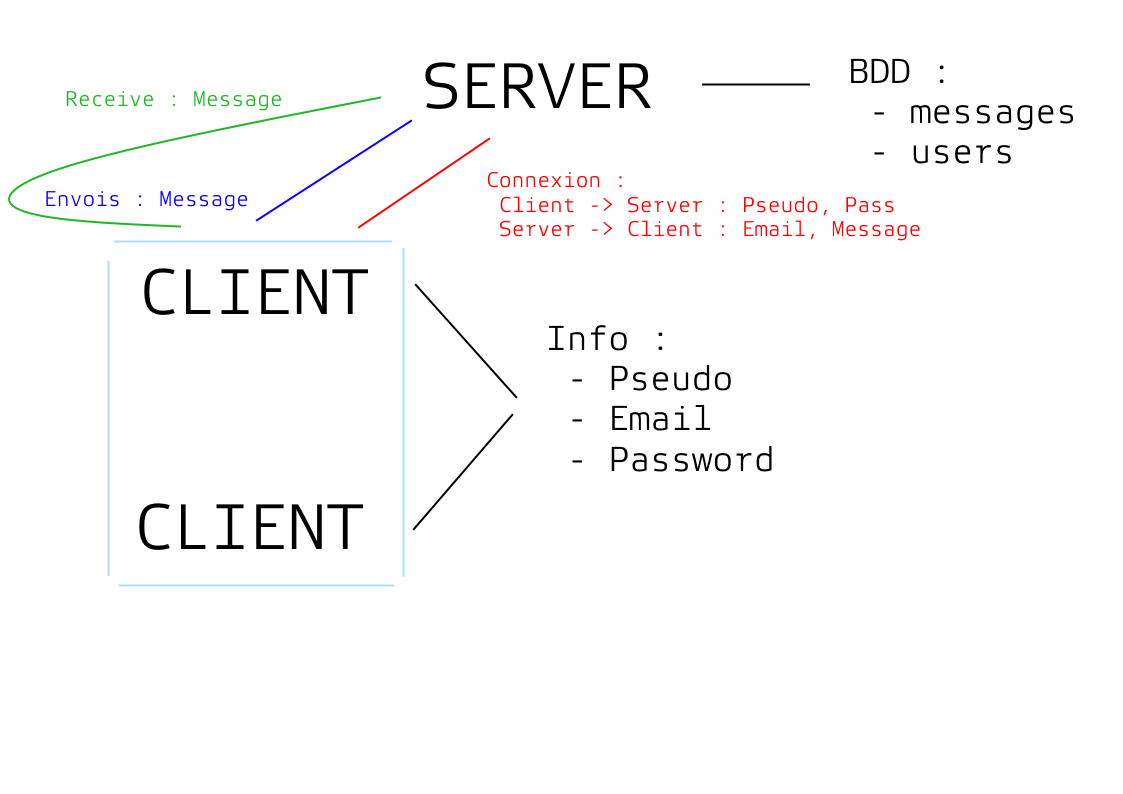 SERVER
BDD :
- messages
- users
Receive : Message
Envois : Message
Connexion :
Client -> Server : Pseudo, Pass
Server -> Client : Email, Message
CLIENT
Info :
- Pseudo
- Email
- Password
CLIENT